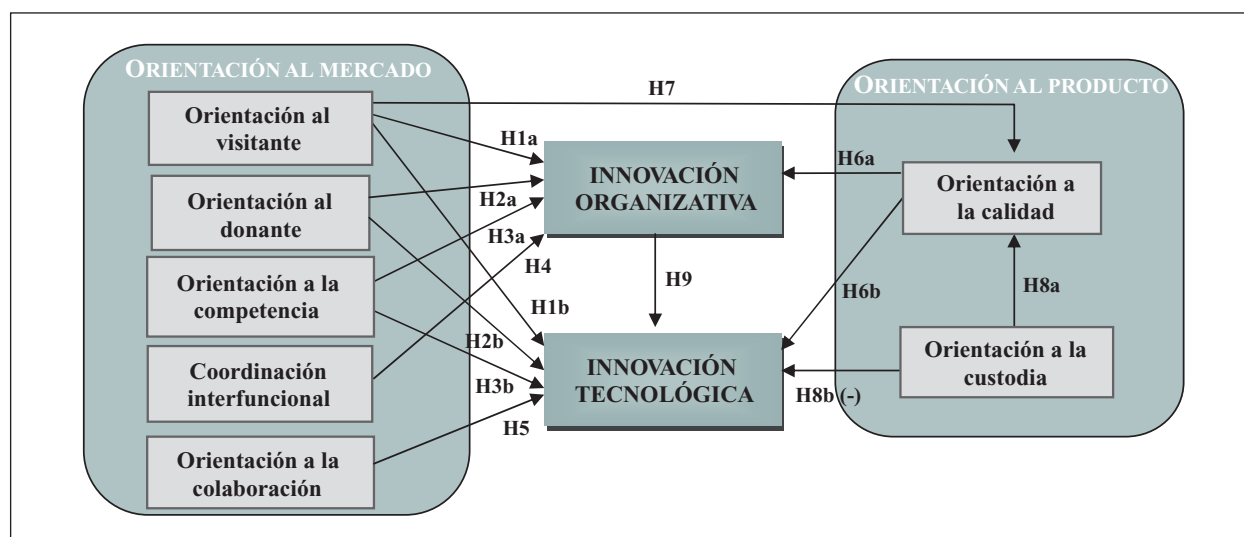 ORIENTACIÓN AL MERCADO
Orientación al
visitante
Orientación al
donante
Orientación a la
competencia
Coordinación
interfuncional
Orientación a la
colaboración
H7
H1a
H2a
H3a
H4
H1b
H2b
H3b
H5
INNOVACIÓN
ORGANIZATIVA
H9
INNOVACIÓN
TECNOLÓGICA
H6a
H6b
H8b (-)
ORIENTACIÓN AL PRODUCTO
Orientación a
la calidad
H8a
Orientación a la
custodia